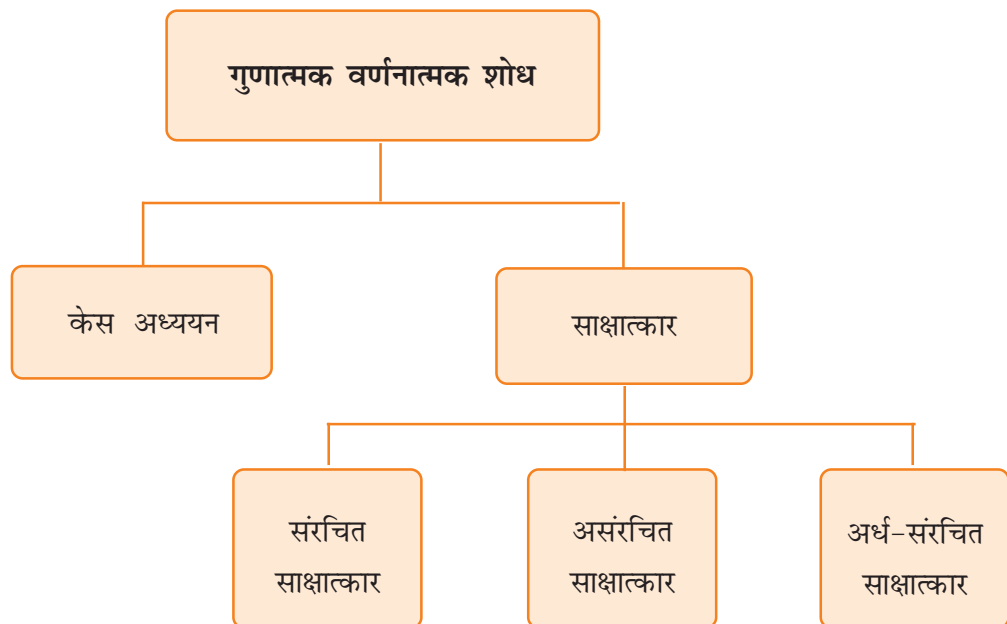 गुणात्मक वर्णनात्मक शोध
केस अध्ययन
साक्षात्कार
संरचित
साक्षात्कार
असंरचित
साक्षात्कार
अर्ध-संरचित
साक्षात्कार